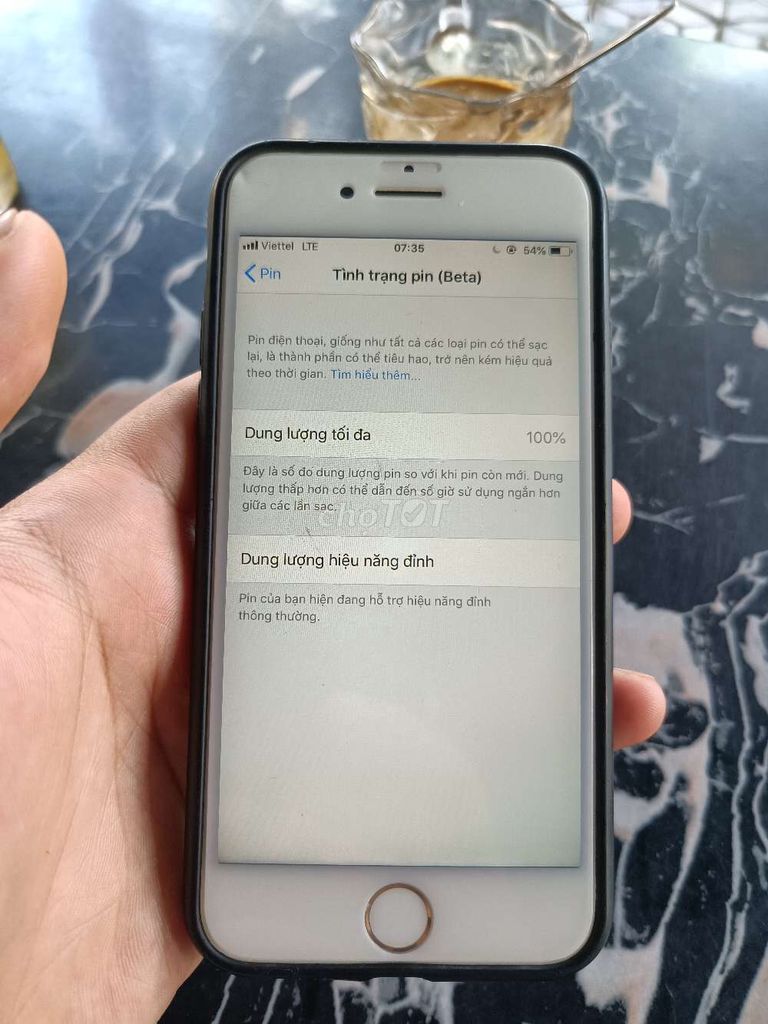 Viettel LTE 07:35 54%
Pin Tình trạng pin (Beta)
Pin điện thoại, giống như tất cả các loại pin có thể sạc
lại, là thành phần có thể tiêu hao, trở nên kém hiệu quả
theo thời gian. Tìm hiểu thêm...
Dung lượng tối đa 100%
Đây là số đo dung lượng pin so với khi pin còn mới. Dung
lượng thấp hơn có thể dẫn đến số giờ sử dụng ngắn hơn
giữa các lần sạc.
choTỐT
Dung lượng hiệu năng đỉnh
Pin của bạn hiện đang hỗ trợ hiệu năng đỉnh
thông thường.